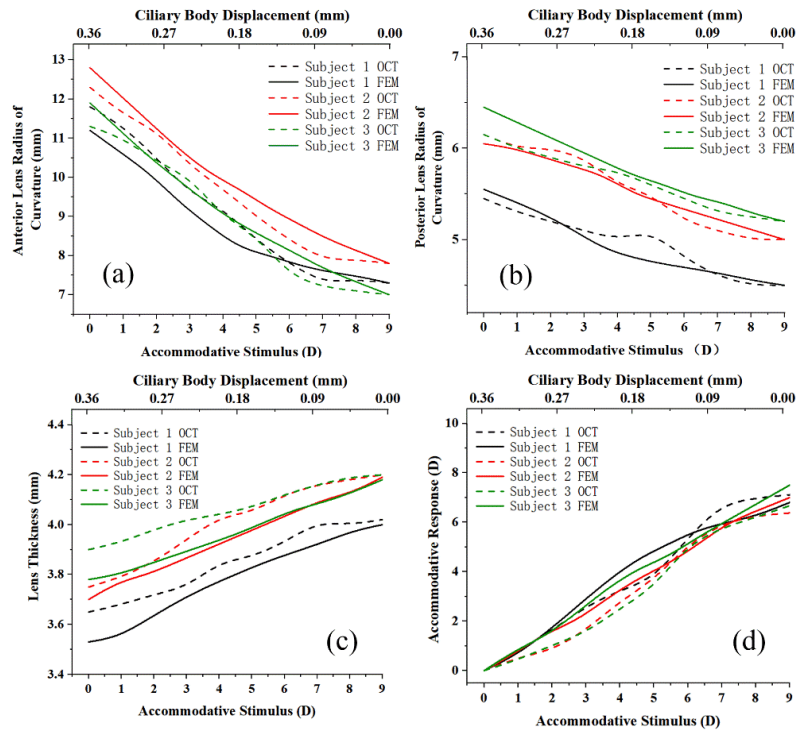 Ciliary Body Displacement (mm)
0.36 0.27 0.18 0.09 0.00
13
12
11
10
9
8
7
Anterior Lens Radius of
Curvature (mm)
Subject 1 OCT
Subject 1 FEM
Subject 2 OCT
Subject 2 FEM
Subject 3 OCT
Subject 3 FEM
(a)
0 1 2 3 4 5 6 7 8 9
Accommodative Stimulus (D)
Ciliary Body Displacement (mm)
0.36 0.27 0.18 0.09 0.00
7
6
5
Posterior Lens Radius of
Curvature (mm)
Subject 1 OCT
Subject 1 FEM
Subject 2 OCT
Subject 2 FEM
Subject 3 OCT
Subject 3 FEM
(b)
0 1 2 3 4 5 6 7 8 9
Accommodative Stimulus （D）
Ciliary Body Displacement (mm)
0.36 0.27 0.18 0.09 0.00
4.4
4.2
4.0
3.8
3.6
3.4
Lens Thickness (mm)
Subject 1 OCT
Subject 1 FEM
Subject 2 OCT
Subject 2 FEM
Subject 3 OCT
Subject 3 FEM
(c)
0 1 2 3 4 5 6 7 8 9
Accommodative Stimulus (D)
Ciliary Body Displacement (mm)
0.36 0.27 0.18 0.09 0.00
10
8
6
4
2
0
Accommodative Response (D)
Subject 1 OCT
Subject 1 FEM
Subject 2 OCT
Subject 2 FEM
Subject 3 OCT
Subject 3 FEM
(d)
0 1 2 3 4 5 6 7 8 9
Accommodative Stimulus (D)